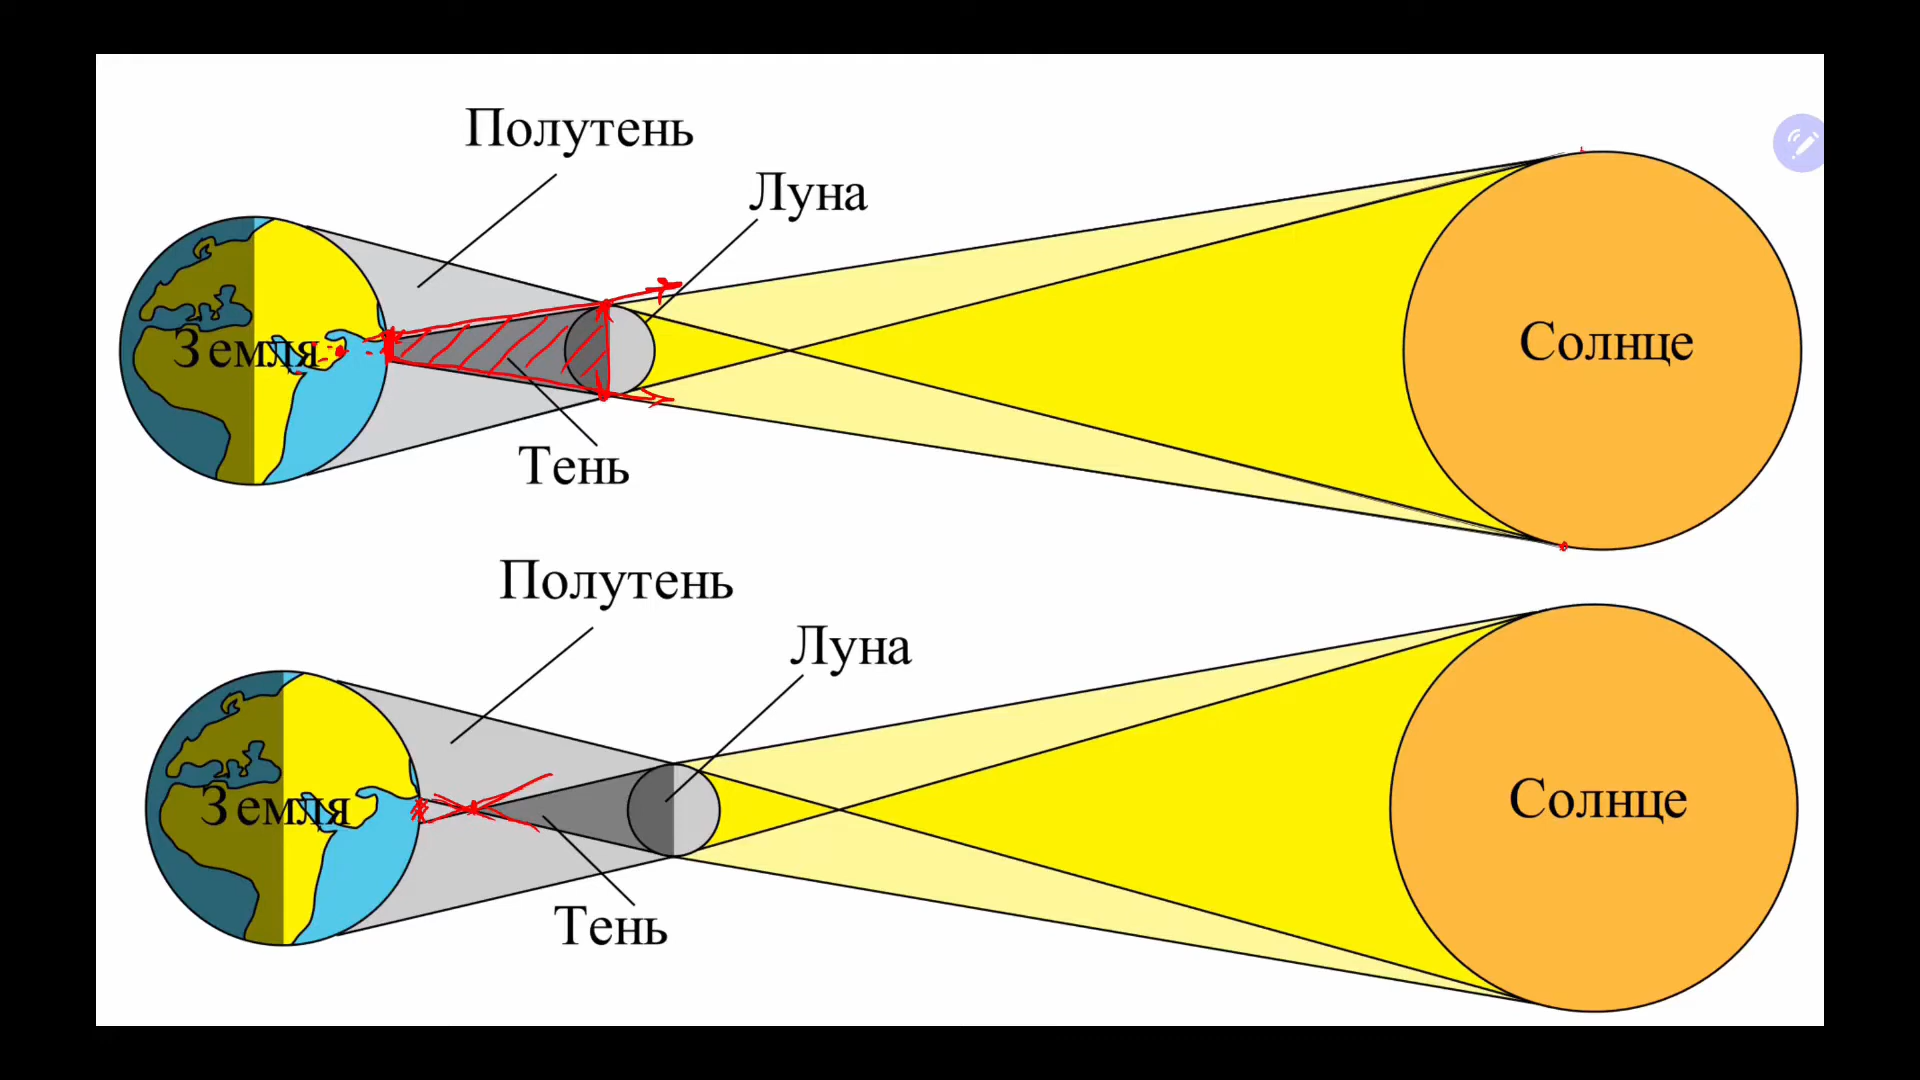 Полутень
Луна
Земля
Солнце
Тень
Полутень
Луна
Земля
Солнце
Тень